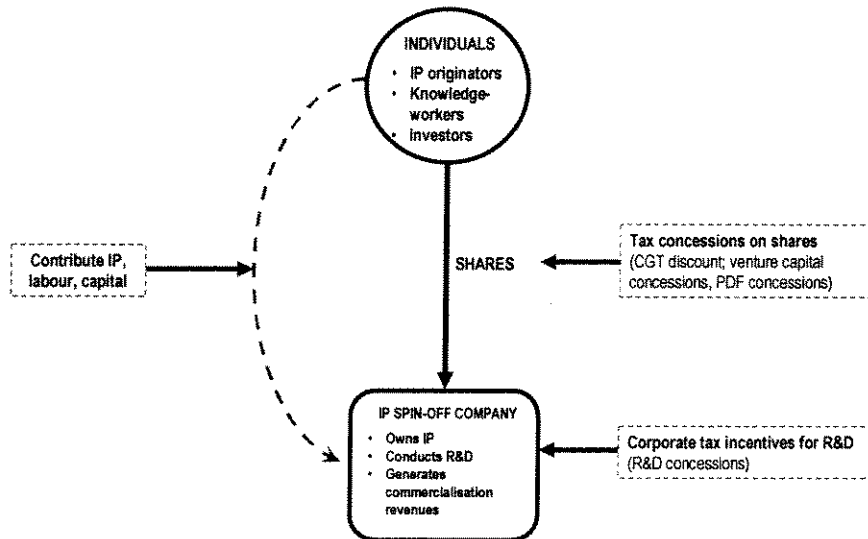 INDIVIDUALS
• IP originators
• Knowledge-
workers
• Investors
Contribute IP,
labour, capital
SHARES
Tax concessions on shares
(CGT discount; venture capital
concessions, PDF concessions)
IP SPIN-OFF COMPANY
• Owns IP
• Conducts R&D
• Generates
commercialisation
revenues
Corporate tax incentives for R&D
(R&D concessions)